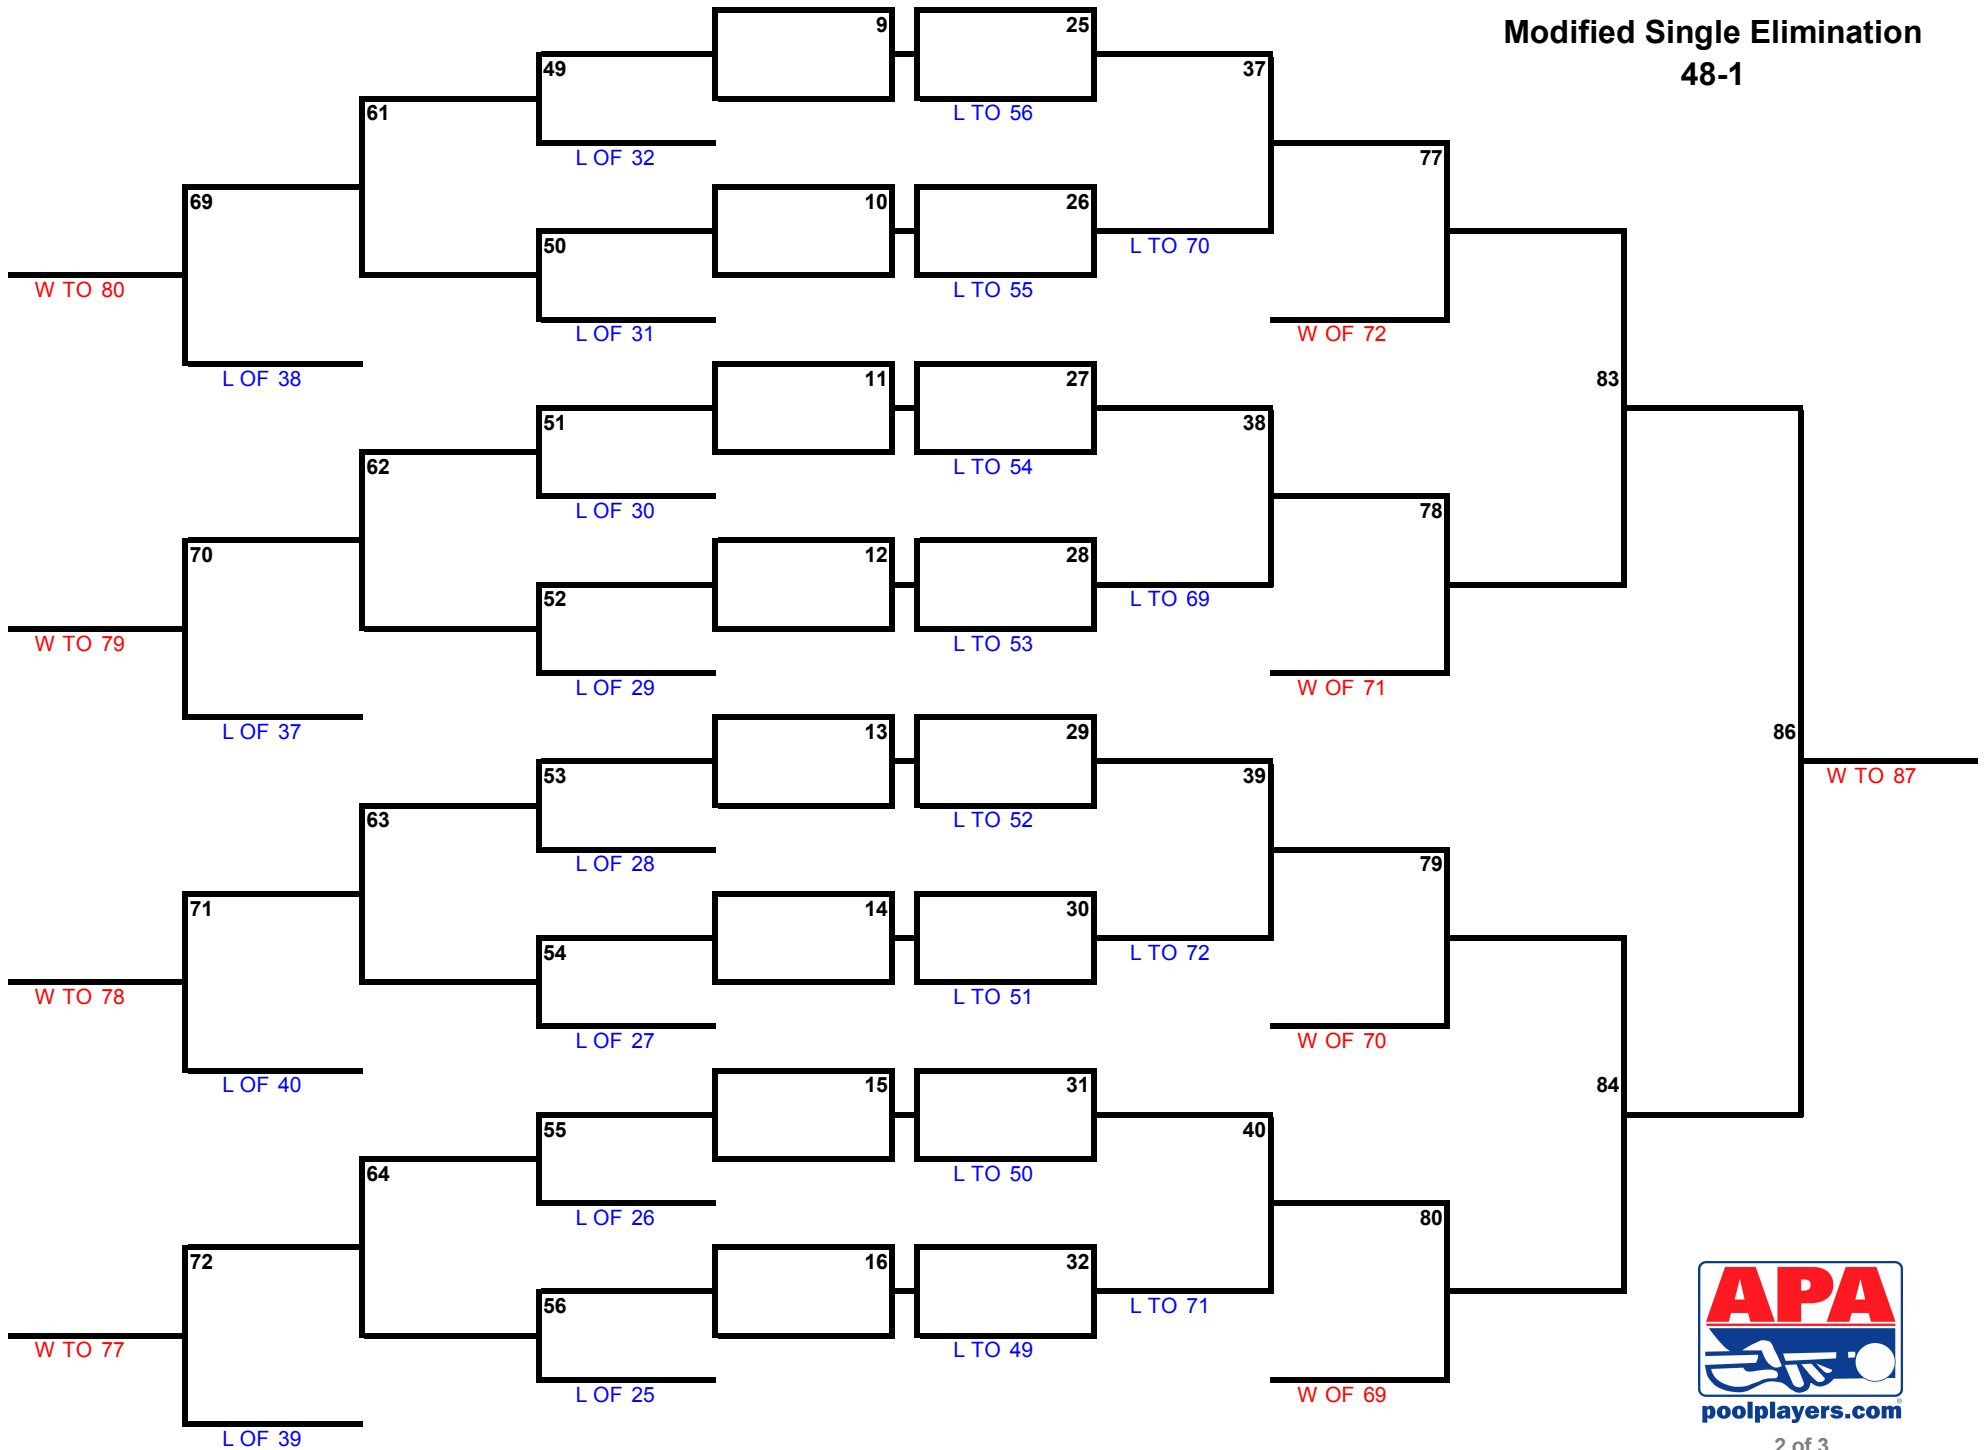 Modified Single Elimination
48-1
9
25
49
37
61
L TO 56
L OF 32
77
69
10
26
50
L TO 70
W TO 80
L TO 55
L OF 31
W OF 72
L OF 38
11
27
83
51
38
62
L TO 54
L OF 30
78
70
12
28
52
L TO 69
W TO 79
L TO 53
L OF 29
W OF 71
L OF 37
13
29
86
53
39
W TO 87
63
L TO 52
L OF 28
79
71
14
30
54
L TO 72
W TO 78
L TO 51
L OF 27
W OF 70
L OF 40
15
31
84
55
40
64
L TO 50
L OF 26
80
72
16
32
56
L TO 71
W TO 77
L TO 49
L OF 25
W OF 69
L OF 39
APA
poolplayers.com
2 of 3